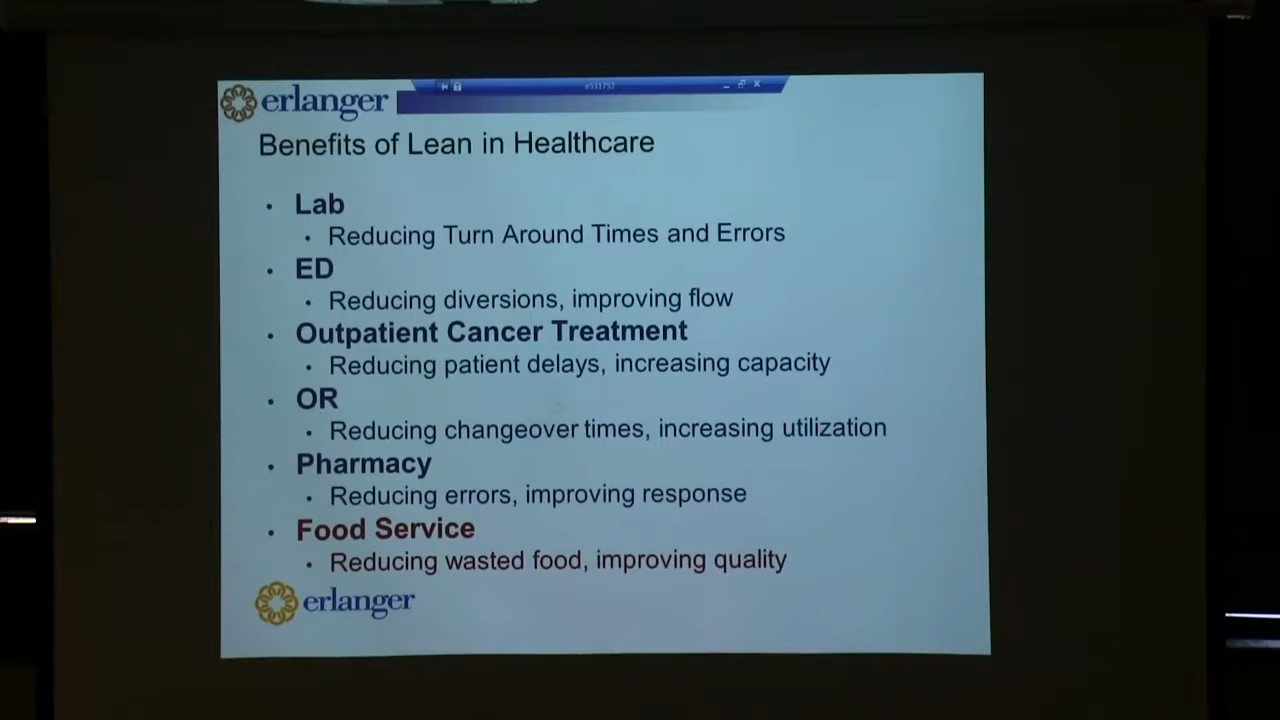 erlanger
Benefits of Lean in Healthcare
• Lab
• Reducing Turn Around Times and Errors
• ED
• Reducing diversions, improving flow
• Outpatient Cancer Treatment
• Reducing patient delays, increasing capacity
• OR
• Reducing changeover times, increasing utilization
• Pharmacy
• Reducing errors, improving response
• Food Service
• Reducing wasted food, improving quality
erlanger